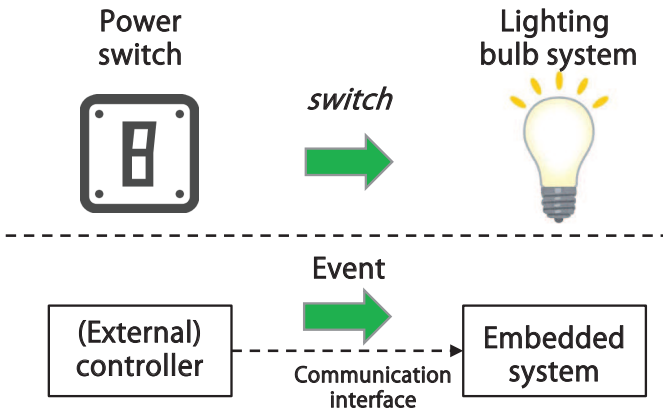 Power
switch
Lighting
bulb system
switch
Event
(External)
controller
Embedded
system
Communication
interface